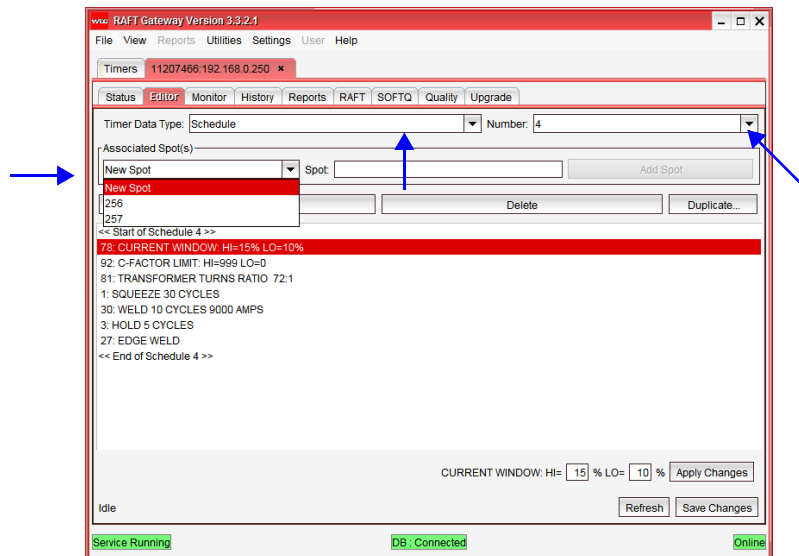 WTC RAFT Gateway Version 3.3.2.1
File View Reports Utilities Settings User Help
Timers 11207466:192.168.0.250 ×
Status Editor Monitor History Reports RAFT SOFTQ Quality Upgrade
Timer Data Type: Schedule Number: 4
Associated Spot(s)
New Spot Spot: Add Spot
New Spot
256
257
Delete Duplicate...
<< Start of Schedule 4 >>
78: CURRENT WINDOW: HI=15% LO=10%
92: C-FACTOR LIMIT: HI=999 LO=0
81: TRANSFORMER TURNS RATIO 72:1
1: SQUEEZE 30 CYCLES
30: WELD 10 CYCLES 9000 AMPS
3: HOLD 5 CYCLES
27: EDGE WELD
<< End of Schedule 4 >>
CURRENT WINDOW: HI= 15 % LO= 10 % Apply Changes
Idle Refresh Save Changes
Service Running DB : Connected Online